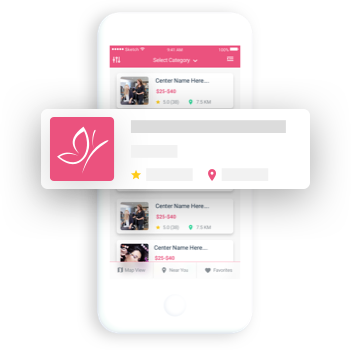 Sketch 9:41 AM 100%
Select Category
Center Name Here...
$25-$40
5.0 (38) 7.5 KM
Center Name Here...
$25-$40
5.0 (38) 7.5 KM
Center Name Here...
$25-$40
Map View Near You Favorites